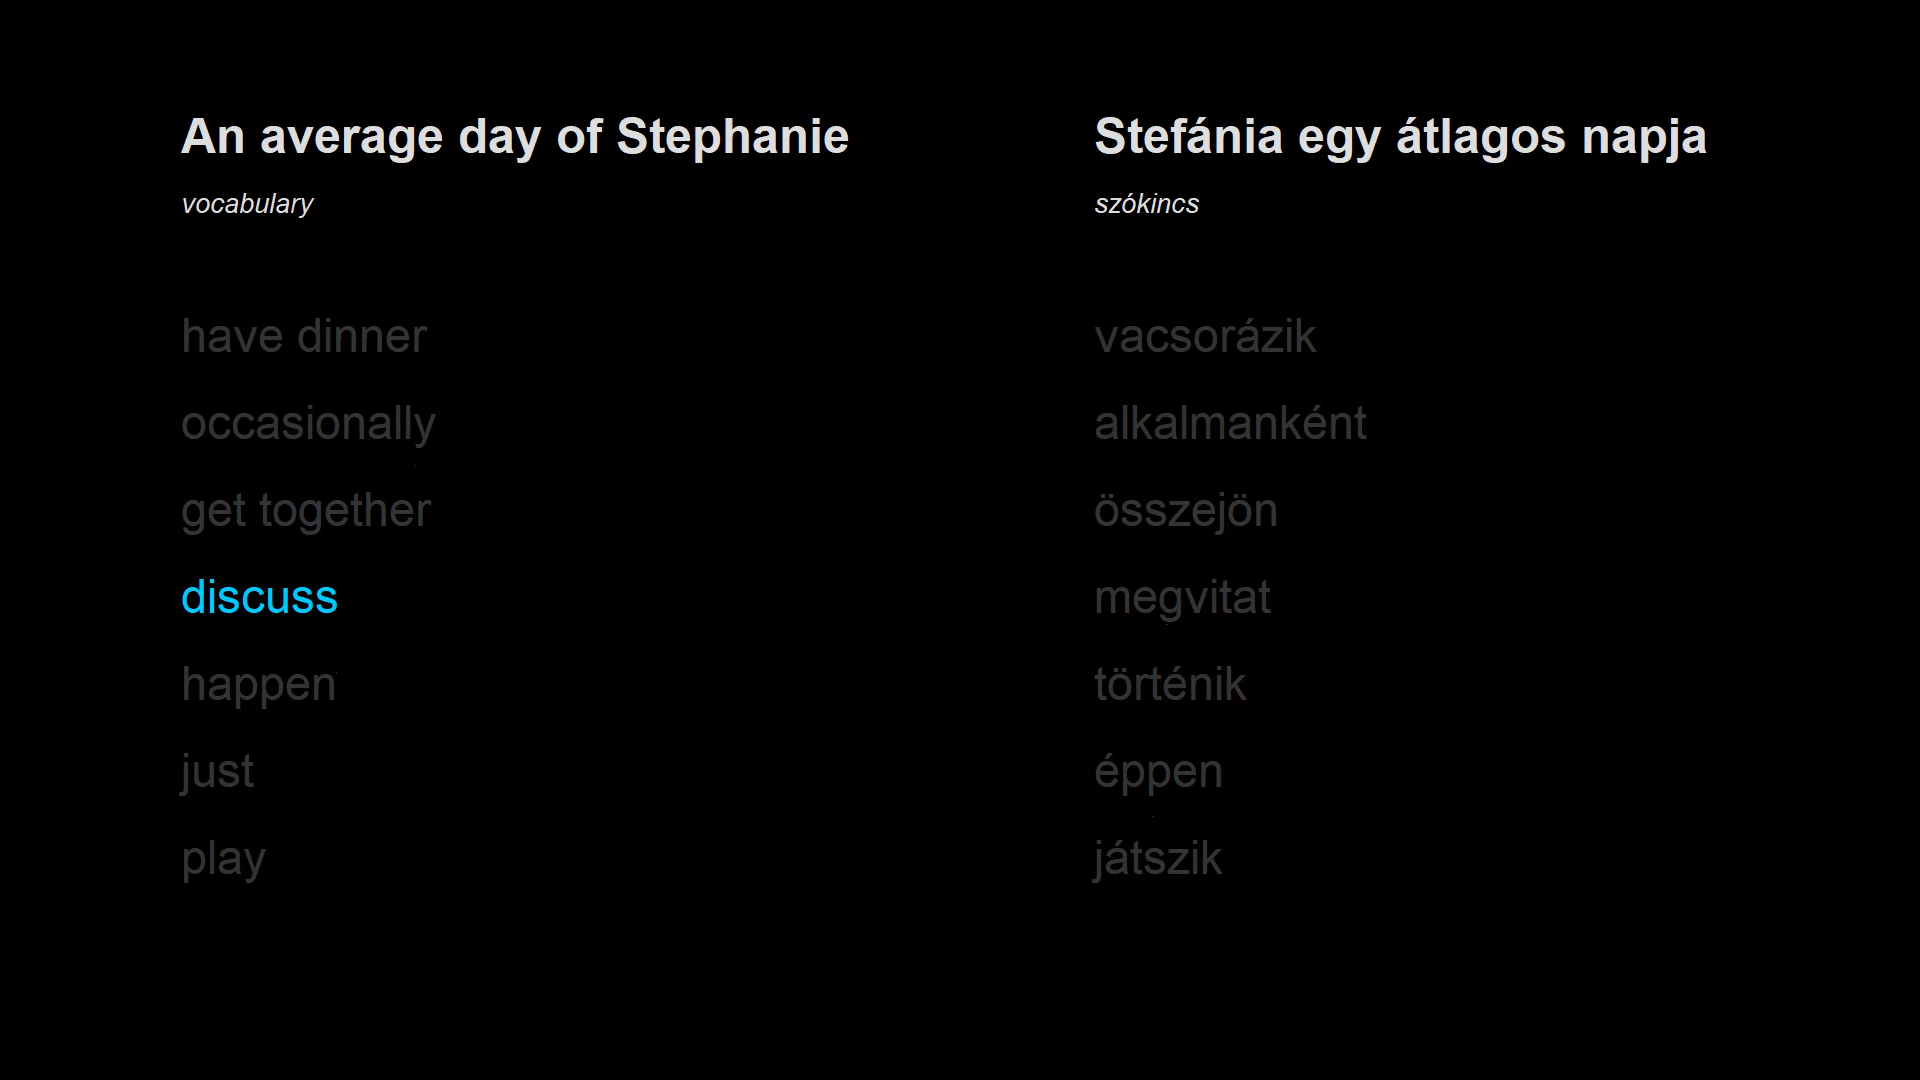 An average day of Stephanie
vocabulary
have dinner
occasionally
get together
discuss
happen
just
play
Stefánia egy átlagos napja
szókincs
vacsorázik
alkalmanként
összejön
megvitat
történik
éppen
játszik